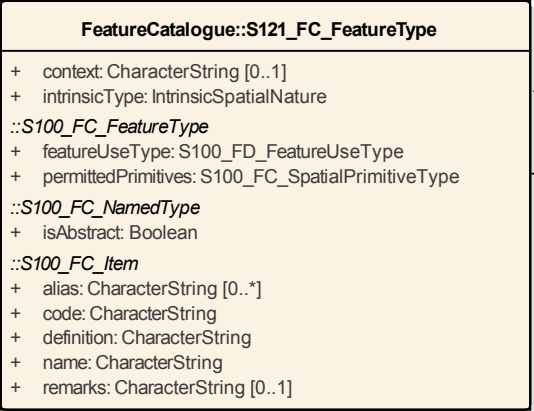 FeatureCatalogue::S121_FC_FeatureType
+ context: CharacterString [0..1]
+ intrinsicType: IntrinsicSpatialNature
::S100_FC_FeatureType
+ featureUseType: S100_FD_FeatureUseType
+ permittedPrimitives: S100_FC_SpatialPrimitiveType
::S100_FC_NamedType
+ isAbstract: Boolean
::S100_FC_Item
+ alias: CharacterString [0..*]
+ code: CharacterString
+ definition: CharacterString
+ name: CharacterString
+ remarks: CharacterString [0..1]